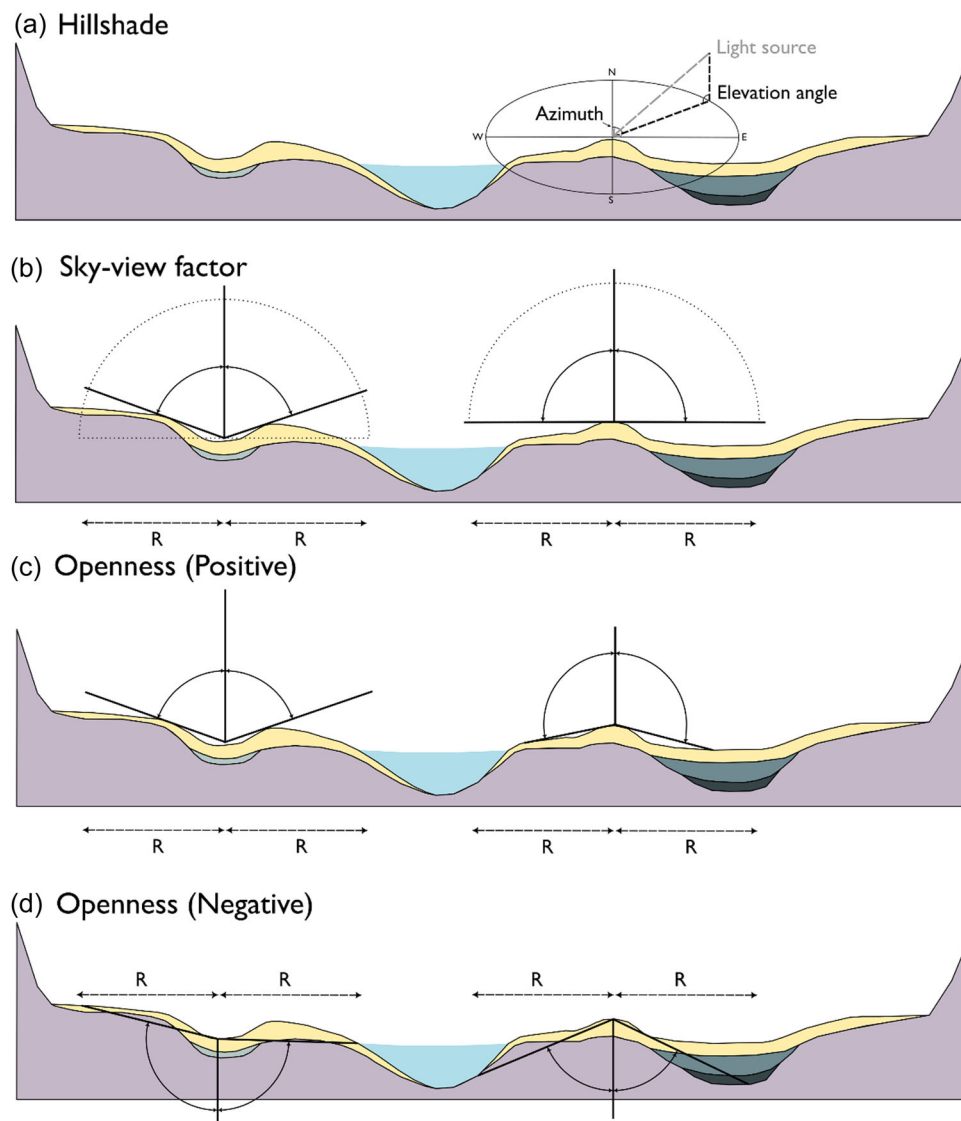 (a) Hillshade
Light source
N
Elevation angle
Azimuth
W
E
S
(b) Sky-view factor
R R R R
(c) Openness (Positive)
R R R R
(d) Openness (Negative)
R R R R